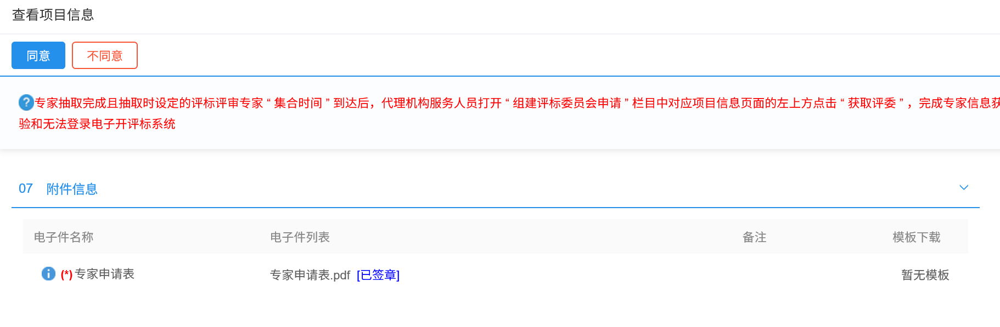 查看项目信息
同意 不同意
专家抽取完成且抽取时设定的评标评审专家“集合时间”到达后，代理机构服务人员打开“组建评标委员会申请”栏目中对应项目信息页面的左上方点击“获取评委”，完成专家信息获
验和无法登录电子开评标系统
07 附件信息
电子件名称 电子件列表 备注 模板下载
(*)专家申请表 专家申请表.pdf [已签章] 暂无模板